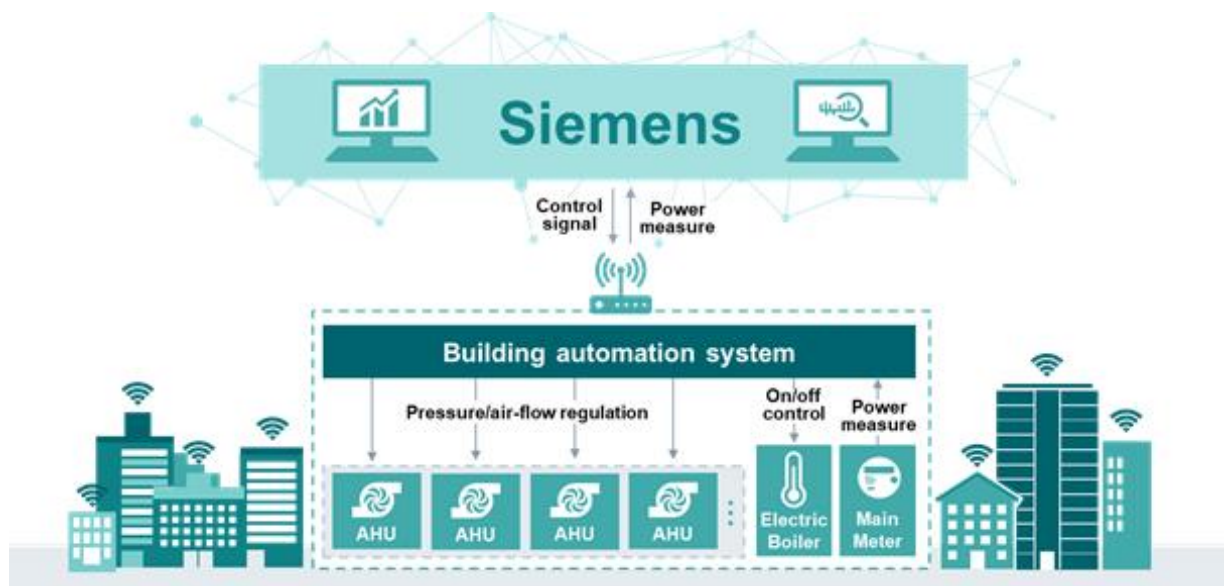 Siemens
Control
signal
Power
measure
Building automation system
Pressure/air-flow regulation
On/off
control
Power
measure
AHU
AHU
AHU
AHU
Electric
Boiler
Main
Meter